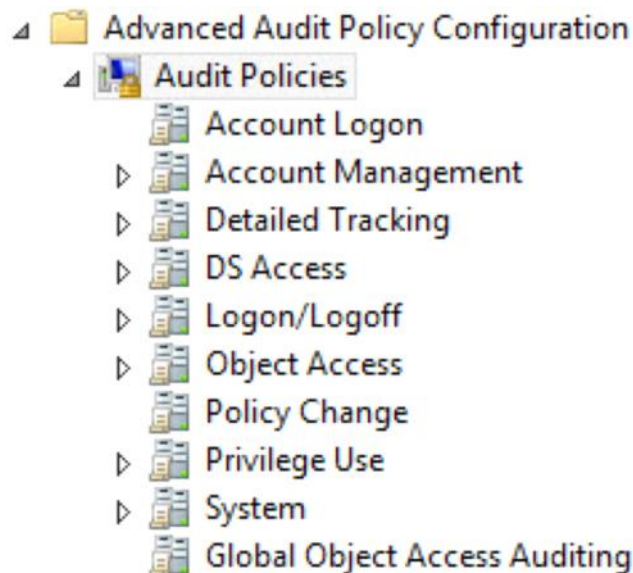 Advanced Audit Policy Configuration
Audit Policies
Account Logon
Account Management
Detailed Tracking
DS Access
Logon/Logoff
Object Access
Policy Change
Privilege Use
System
Global Object Access Auditing